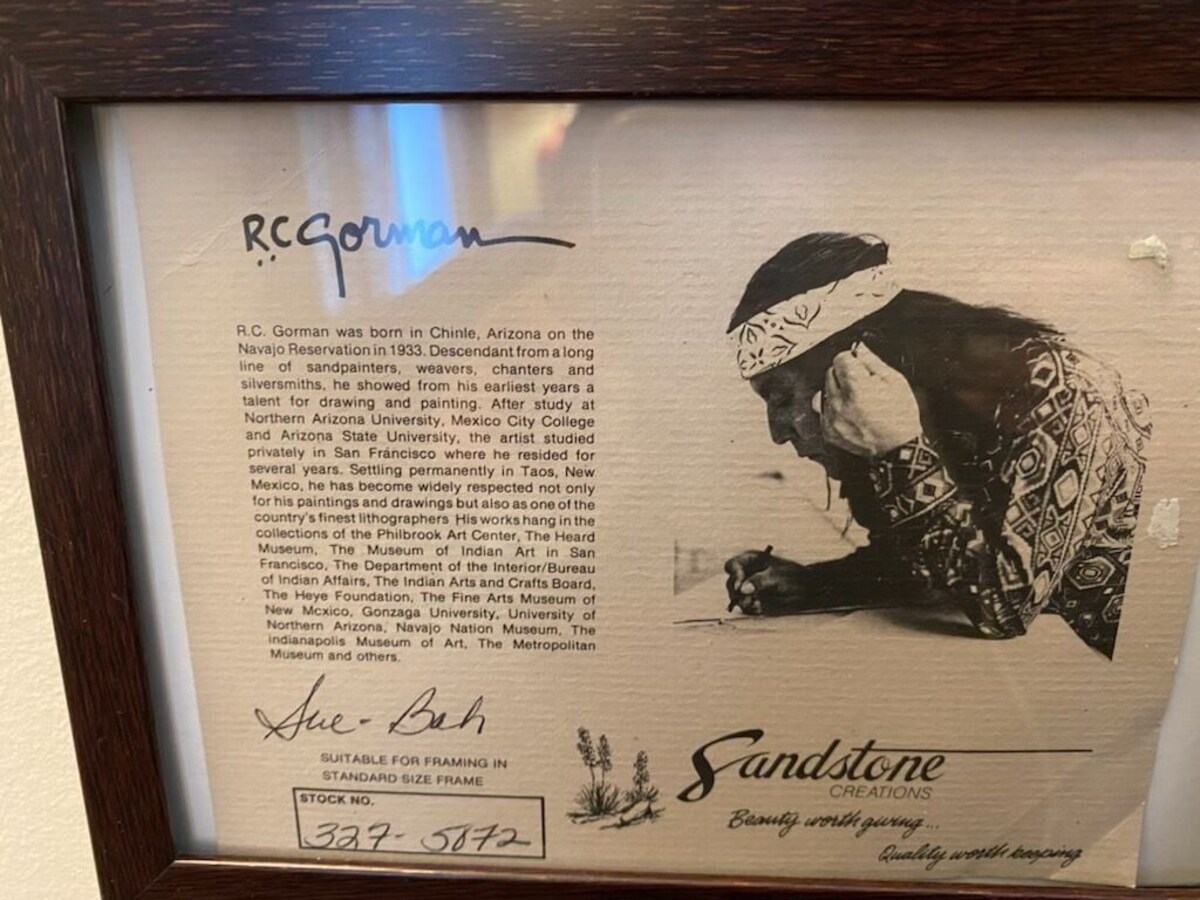 R.C. Gorman
R.C. Gorman was born in Chinle, Arizona on the
Navajo Reservation in 1933. Descendant from a long
line of sandpainters, weavers, chanters and
silversmiths, he showed from his earliest years a
talent for drawing and painting. After study at
Northern Arizona University, Mexico City College
and Arizona State University, the artist studied
privately in San Francisco where he resided for
several years. Settling permanently in Taos, New
Mexico, he has become widely respected not only
for his paintings and drawings but also as one of the
country's finest lithographers. His works hang in the
collections of the Philbrook Art Center, The Heard
Museum, The Museum of Indian Art in San
Francisco, The Department of the Interior/Bureau
of Indian Affairs, The Indian Arts and Crafts Board,
The Heye Foundation, The Fine Arts Museum of
New Mexico, Gonzaga University, University of
Northern Arizona, Navajo Nation Museum, The
Indianapolis Museum of Art, The Metropolitan
Museum and others.
Sue-Bah
SUITABLE FOR FRAMING IN
STANDARD SIZE FRAME
STOCK NO.
327-5072
Sandstone
CREATIONS
Beauty worth giving...
Quality worth keeping